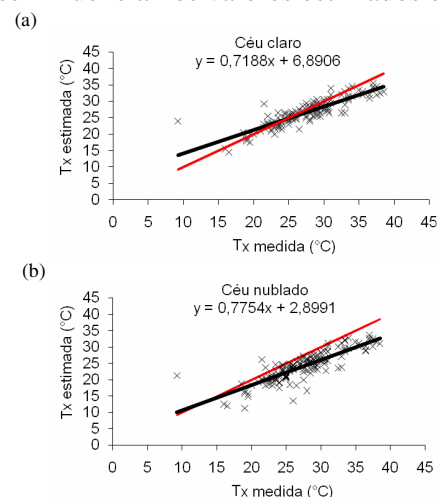 (a)
Céu claro
y = 0,7188x + 6,8906
Tx estimada (°C)
45
40
35
30
25
20
15
10
5
0
0 5 10 15 20 25 30 35 40 45
Tx medida (°C)
(b)
Céu nublado
y = 0,7754x + 2,8991
Tx estimada (°C)
45
40
35
30
25
20
15
10
5
0
0 5 10 15 20 25 30 35 40 45
Tx medida (°C)